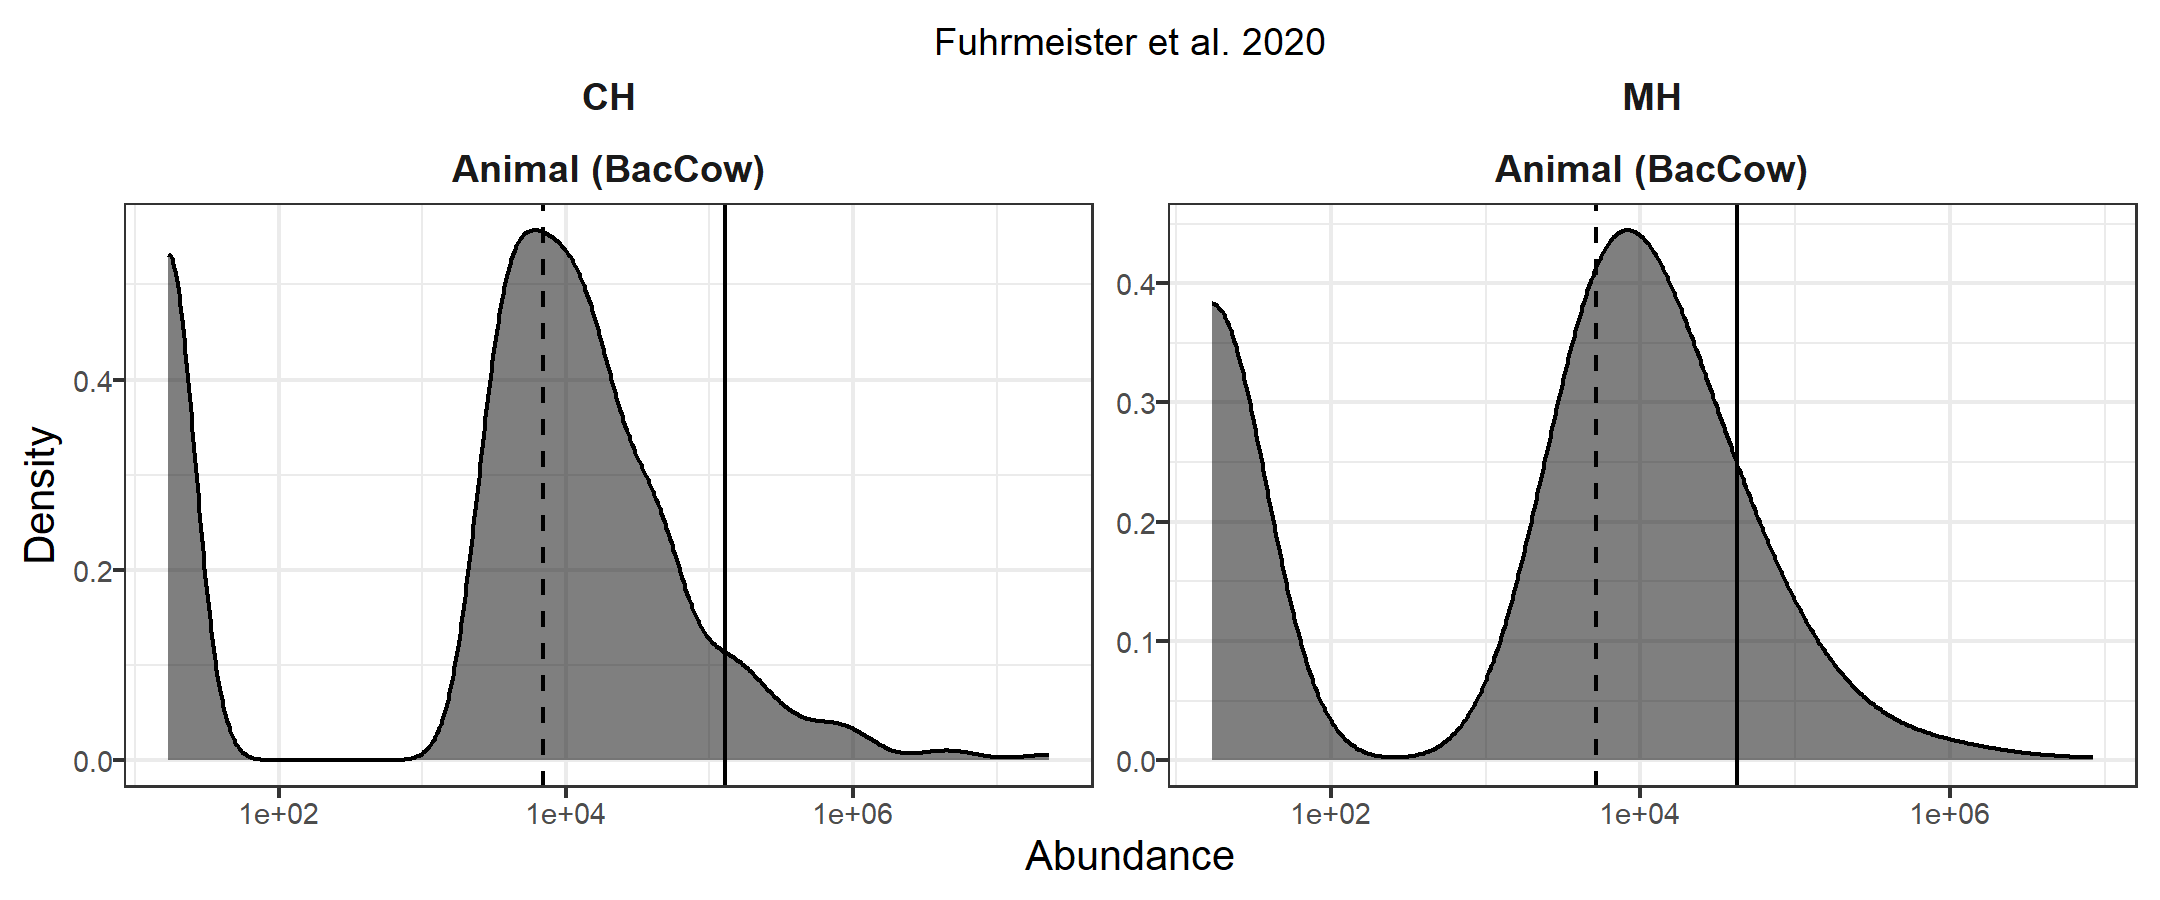 Fuhrmeister et al. 2020
CH
MH
Animal (BacCow)
Animal (BacCow)
Density
0.4
0.2
0.0
0.4
0.3
0.2
0.1
0.0
1e+02
1e+04
1e+06
1e+02
1e+04
1e+06
Abundance